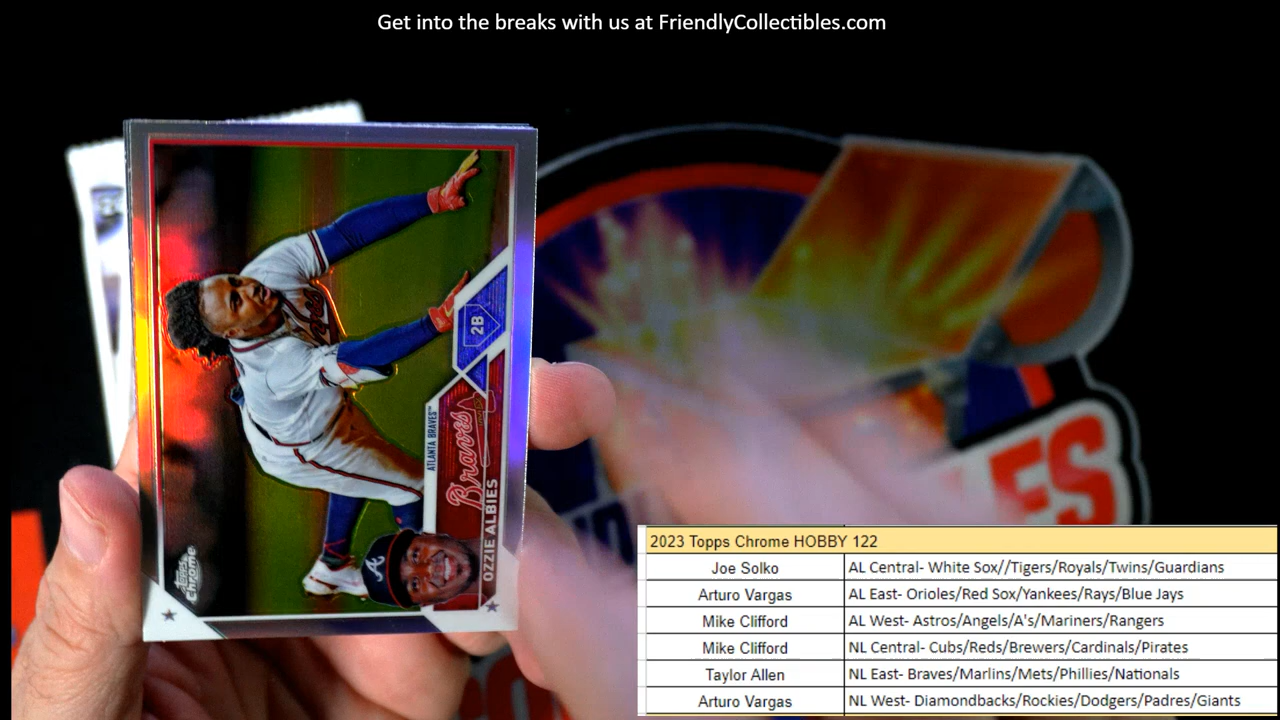 Get into the breaks with us at FriendlyCollectibles.com
2B
ATLANTA BRAVES™
Braves
OZZIE ALBIES
Topps Chrome
A
ES
2023 Topps Chrome HOBBY 122
Joe Solko AL Central- White Sox//Tigers/Royals/Twins/Guardians
Arturo Vargas AL East- Orioles/Red Sox/Yankees/Rays/Blue Jays
Mike Clifford AL West- Astros/Angels/A's/Mariners/Rangers
Mike Clifford NL Central- Cubs/Reds/Brewers/Cardinals/Pirates
Taylor Allen NL East- Braves/Marlins/Mets/Phillies/Nationals
Arturo Vargas NL West- Diamondbacks/Rockies/Dodgers/Padres/Giants